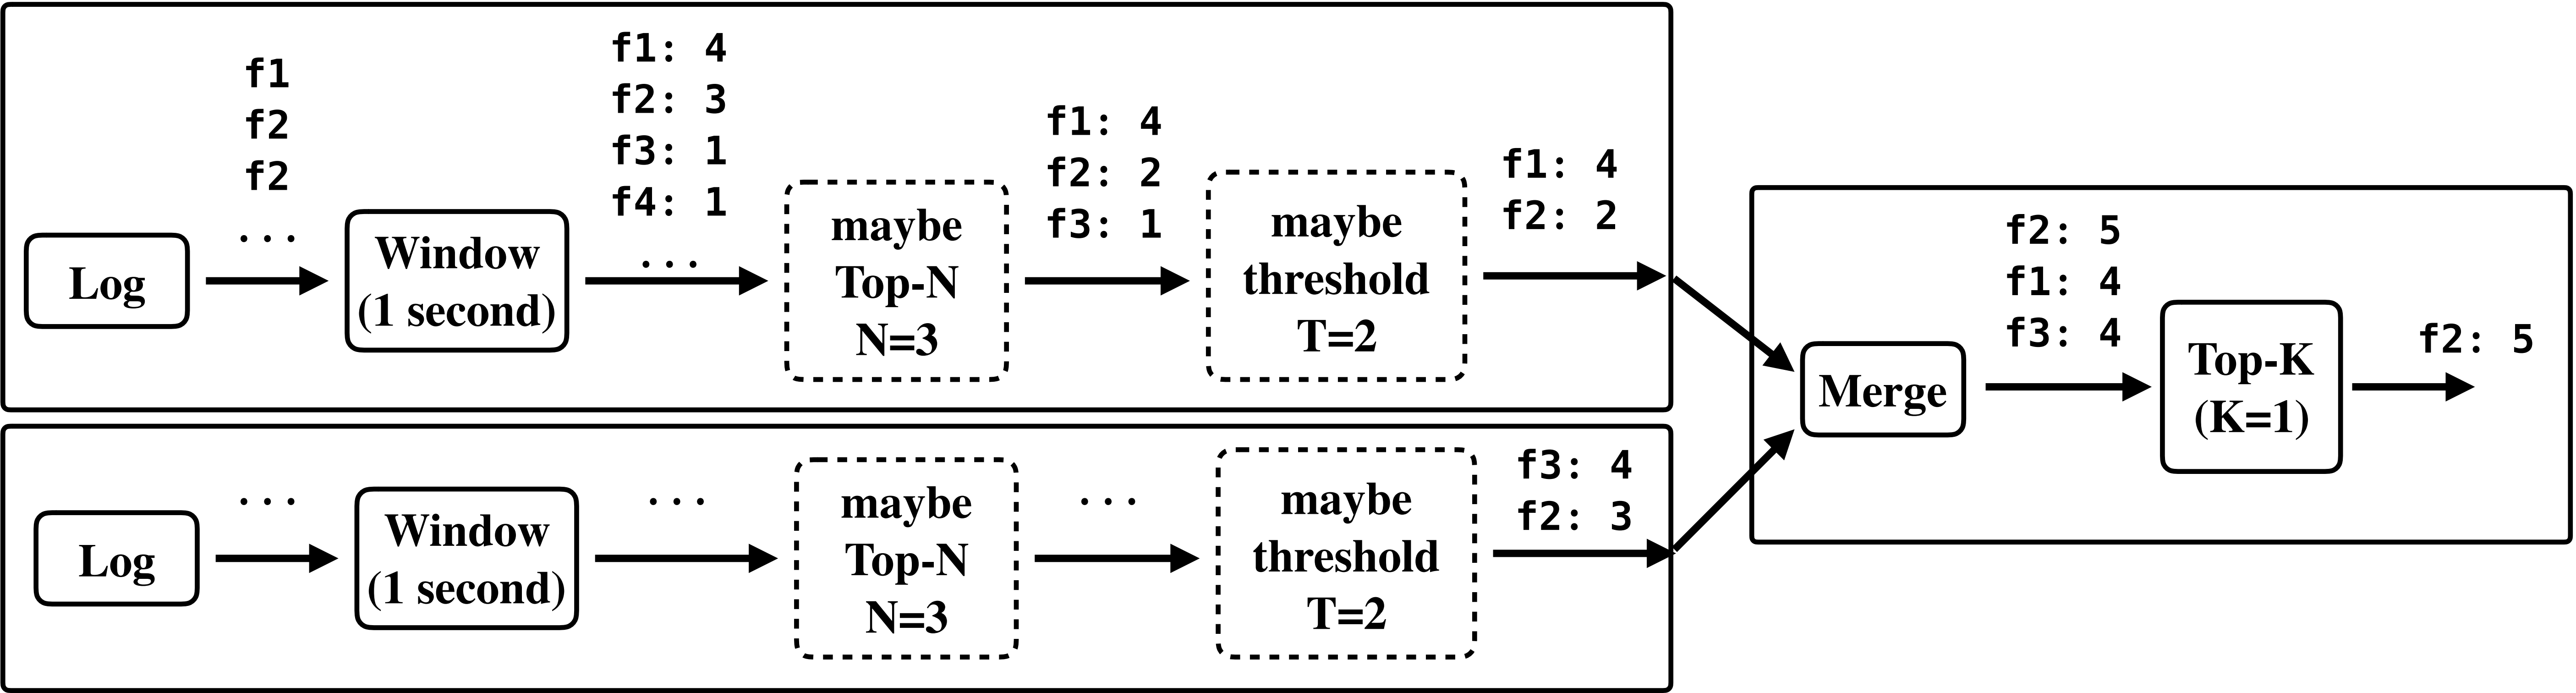 Log
f1
f2
f2
...
Window
(1 second)
f1: 4
f2: 3
f3: 1
f4: 1
...
maybe
Top-N
N=3
f1: 4
f2: 2
f3: 1
maybe
threshold
T=2
f1: 4
f2: 2
Log
...
Window
(1 second)
...
maybe
Top-N
N=3
...
maybe
threshold
T=2
f3: 4
f2: 3
Merge
f2: 5
f1: 4
f3: 4
Top-K
(K=1)
f2: 5